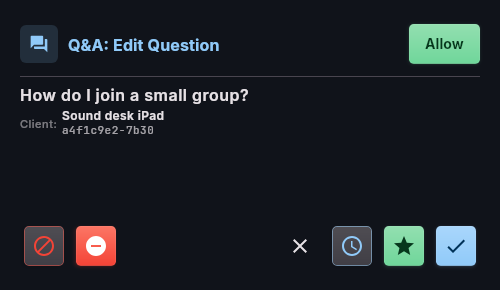 Q&A: Edit Question
Allow
How do I join a small group?
Client: Sound desk iPad
a4f1c9e2-7b30